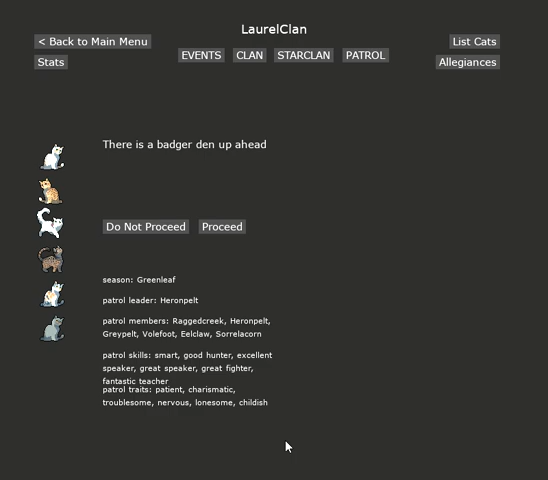 LaurelClan
< Back to Main Menu
List Cats
EVENTS
CLAN
STARCLAN
PATROL
Stats
Allegiances
There is a badger den up ahead
Do Not Proceed
Proceed
season: Greenleaf
patrol leader: Heronpelt
patrol members: Raggedcreek, Heronpelt,
Greypelt, Volefoot, Eelclaw, Sorrelacorn
patrol skills: smart, good hunter, excellent
speaker, great speaker, great fighter,
fantastic teacher
patrol traits: patient, charismatic,
troublesome, nervous, lonesome, childish